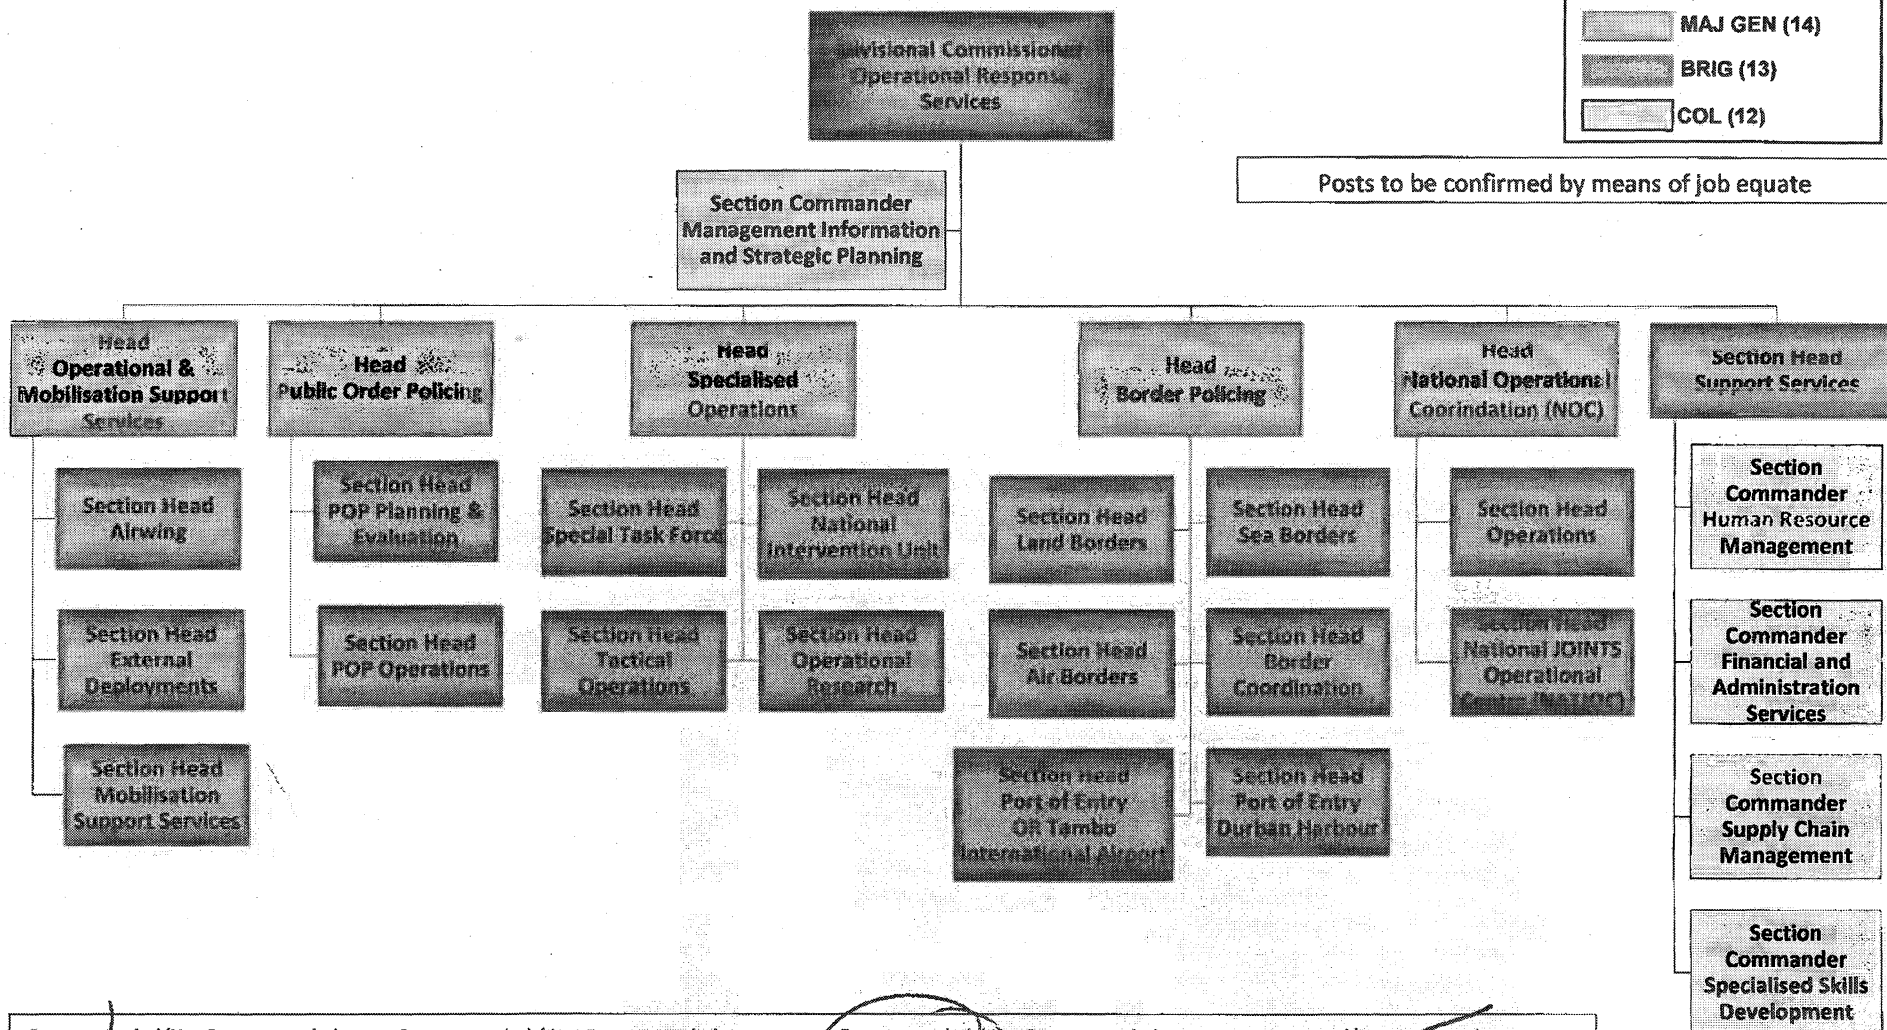 MAJ GEN (14)
BRIG (13)
COL (12)
Posts to be confirmed by means of job equate
Divisional Commissioner
Operational Response
Services
Section Commander
Management Information
and Strategic Planning
Head
Operational &
Mobilisation Support
Services
Head
Public Order Policing
Head
Specialised
Operations
Head
Border Policing
Head
National Operational
Coorindation (NOC)
Section Head
Support Services
Section Head
Airwing
Section Head
External
Deployments
Section Head
Mobilisation
Support Services
Section Head
POP Planning &
Evaluation
Section Head
POP Operations
Section Head
Special Task Force
Section Head
National
Intervention Unit
Section Head
Tactical
Operations
Section Head
Operational
Research
Section Head
Land Borders
Section Head
Sea Borders
Section Head
Air Borders
Section Head
Border
Coordination
Section Head
Port of Entry
OR Tambo
International Airport
Section Head
Port of Entry
Durban Harbour
Section Head
Operations
Section Head
National JOINTS
Operational
Centre (NATJOC)
Section
Commander
Human Resource
Management
Section
Commander
Financial and
Administration
Services
Section
Commander
Supply Chain
Management
Section
Commander
Specialised Skills
Development